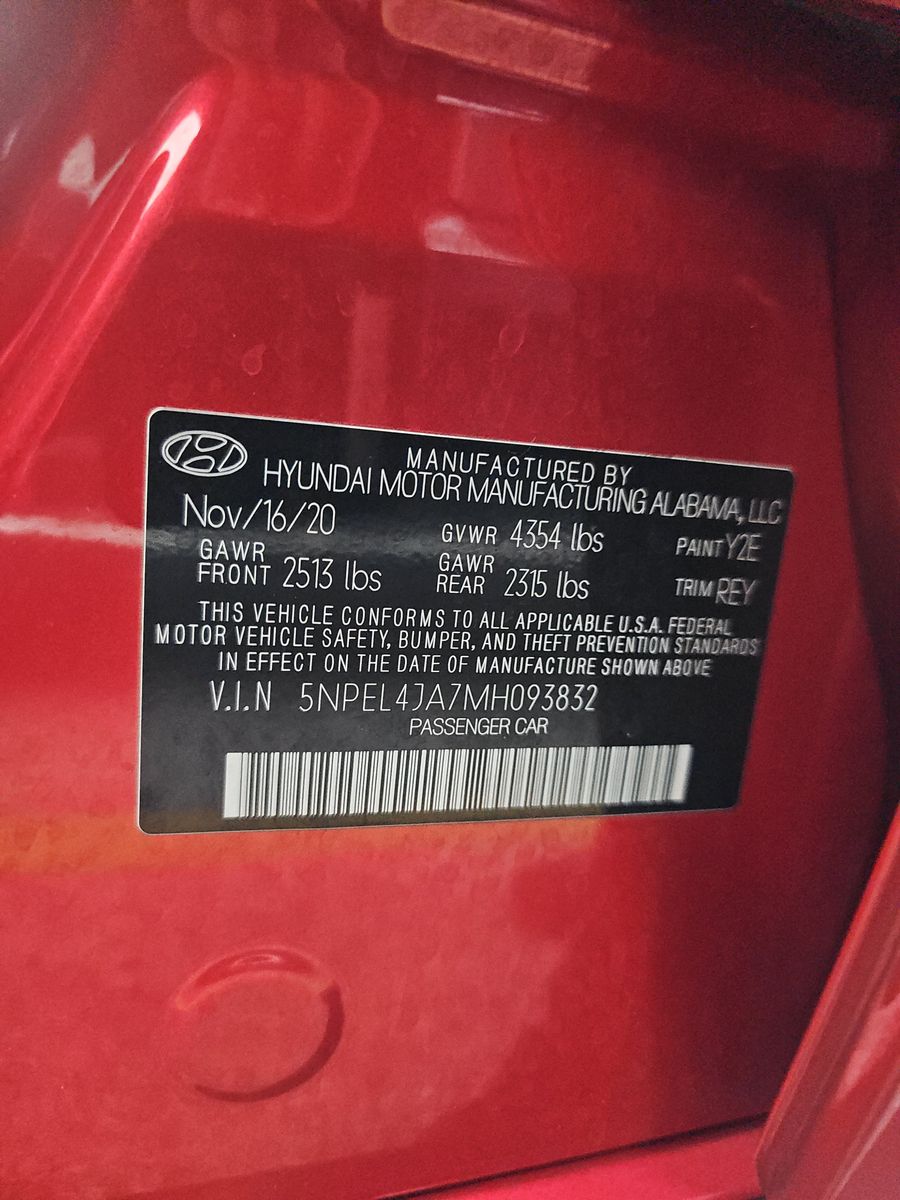 MANUFACTURED BY
HYUNDAI MOTOR MANUFACTURING ALABAMA, LLC
Nov/16/20 GVWR 4354 lbs PAINT Y2E
GAWR FRONT 2513 lbs GAWR REAR 2315 lbs TRIM REY
THIS VEHICLE CONFORMS TO ALL APPLICABLE U.S.A. FEDERAL
MOTOR VEHICLE SAFETY, BUMPER, AND THEFT PREVENTION STANDARDS
IN EFFECT ON THE DATE OF MANUFACTURE SHOWN ABOVE
V.I.N 5NPEL4JA7MH093832
PASSENGER CAR